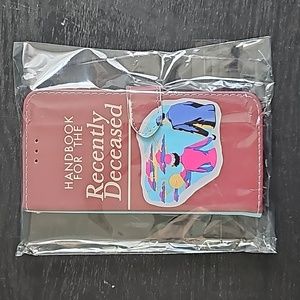 HANDBOOK
FOR THE
Recently
Deceased